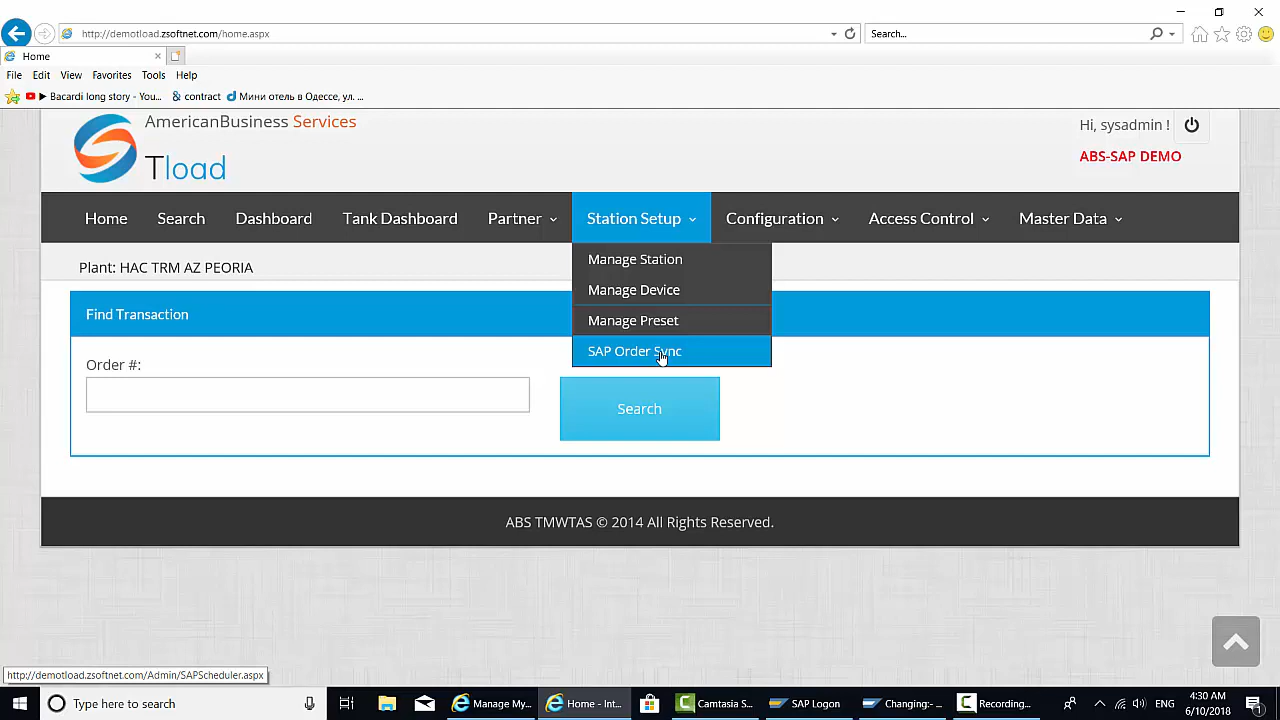 http://demotload.zsoftnet.com/home.aspx
Search...
Home
File Edit View Favorites Tools Help
Bacardi long story - You... contract Мини отель в Одессе, ул. ...
AmericanBusiness Services
Tload
Hi, sysadmin !
ABS-SAP DEMO
Home Search Dashboard Tank Dashboard Partner Station Setup Configuration Access Control Master Data
Manage Station
Manage Device
Manage Preset
SAP Order Sync
Plant: HAC TRM AZ PEORIA
Find Transaction
Order #:
Search
ABS TMWTAS © 2014 All Rights Reserved.
http://demotload.zsoftnet.com/Admin/SAPScheduler.aspx
Type here to search
Manage My...
Home - Int...
Camtasia S...
SAP Logon
Changing:- ...
Recording...
ENG
4:30 AM
6/10/2018
1